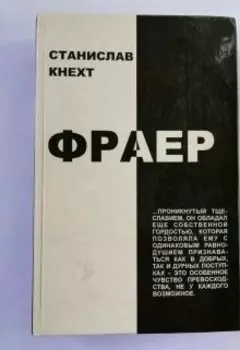 СТАНИСЛАВ
КНЕХТ
ФРАЕР
...ПРОНИКНУТЫЙ ТЩЕ-
СЛАВИЕМ, ОН ОБЛАДАЛ
ЕЩЕ СОБСТВЕННОЙ
ГОРДОСТЬЮ, КОТОРАЯ
ПОЗВОЛЯЛА ЕМУ С
ОДИНАКОВЫМ РАВНО-
ДУШИЕМ ПРИЗНАВА-
ТЬСЯ КАК В ДОБРЫХ,
ТАК И ДУРНЫХ ПОСТУП-
КАХ – ЭТО ОСОБЕННОЕ
ЧУВСТВО ПРЕВОСХОД-
СТВА, НЕ У КАЖДОГО
ВОЗМОЖНОЕ.